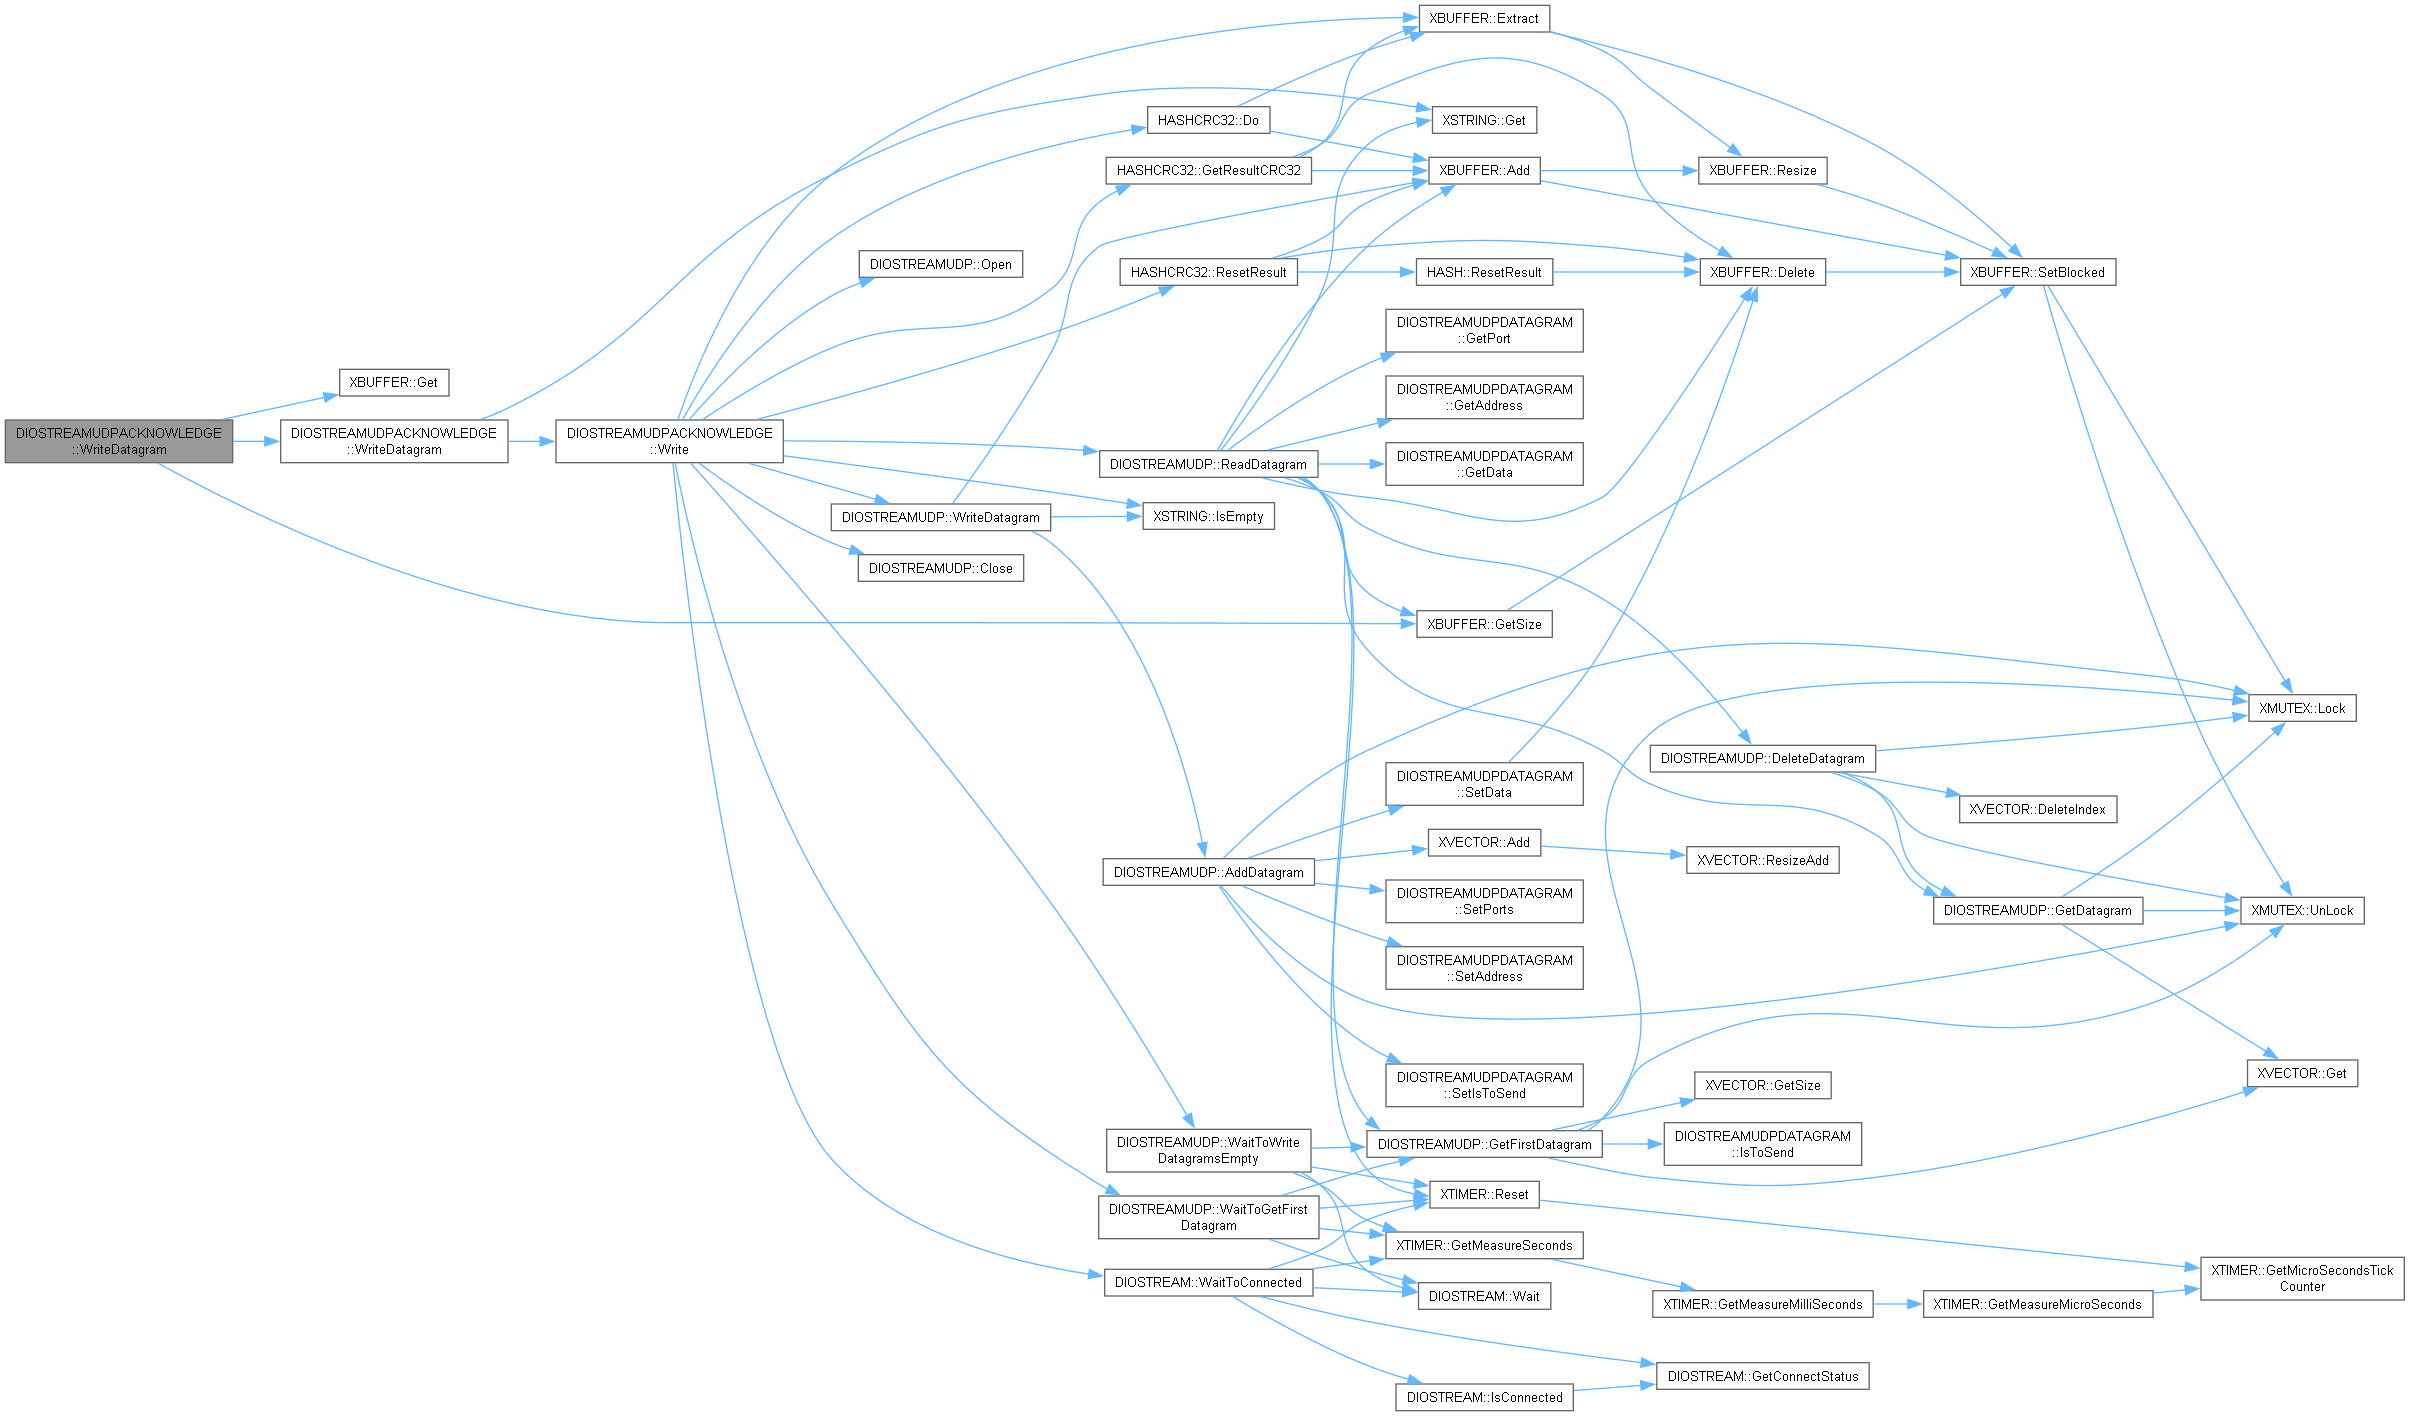 DIOSTREAMUDPACKNOWLEDGE
::WriteDatagram
XBUFFER::Get
DIOSTREAMUDPACKNOWLEDGE
::WriteDatagram
DIOSTREAMUDPACKNOWLEDGE
::Write
DIOSTREAMUDP::Open
DIOSTREAMUDP::WriteDatagram
DIOSTREAMUDP::Close
HASHCRC32::Do
HASHCRC32::GetResultCRC32
HASHCRC32::ResetResult
DIOSTREAMUDP::ReadDatagram
XSTRING::IsEmpty
DIOSTREAMUDP::AddDatagram
DIOSTREAMUDP::WaitToWrite
DatagramsEmpty
DIOSTREAMUDP::WaitToGetFirst
Datagram
DIOSTREAM::WaitToConnected
XBUFFER::Extract
XSTRING::Get
XBUFFER::Add
HASH::ResetResult
DIOSTREAMUDPDATAGRAM
::GetPort
DIOSTREAMUDPDATAGRAM
::GetAddress
DIOSTREAMUDPDATAGRAM
::GetData
XBUFFER::GetSize
DIOSTREAMUDPDATAGRAM
::SetData
XVECTOR::Add
DIOSTREAMUDPDATAGRAM
::SetPorts
DIOSTREAMUDPDATAGRAM
::SetAddress
DIOSTREAMUDPDATAGRAM
::SetIsToSend
DIOSTREAMUDP::GetFirstDatagram
XTIMER::Reset
XTIMER::GetMeasureSeconds
DIOSTREAM::Wait
DIOSTREAM::IsConnected
XBUFFER::Resize
XBUFFER::Delete
DIOSTREAMUDP::DeleteDatagram
XVECTOR::ResizeAdd
XVECTOR::GetSize
DIOSTREAMUDPDATAGRAM
::IsToSend
XTIMER::GetMeasureMilliSeconds
DIOSTREAM::GetConnectStatus
XBUFFER::SetBlocked
XVECTOR::DeleteIndex
DIOSTREAMUDP::GetDatagram
XTIMER::GetMeasureMicroSeconds
XMUTEX::Lock
XMUTEX::UnLock
XVECTOR::Get
XTIMER::GetMicroSecondsTick
Counter